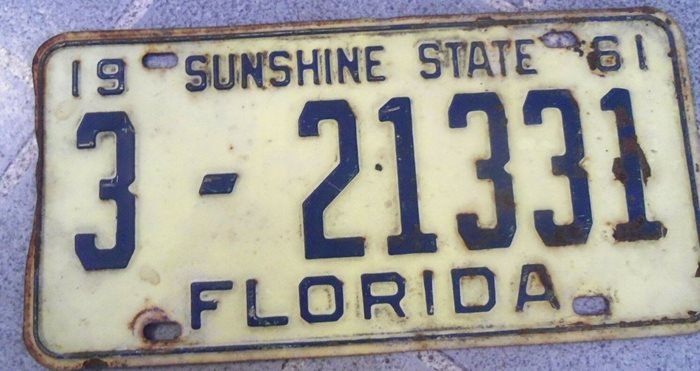 19 SUNSHINE STATE 61
3-21331
FLORIDA